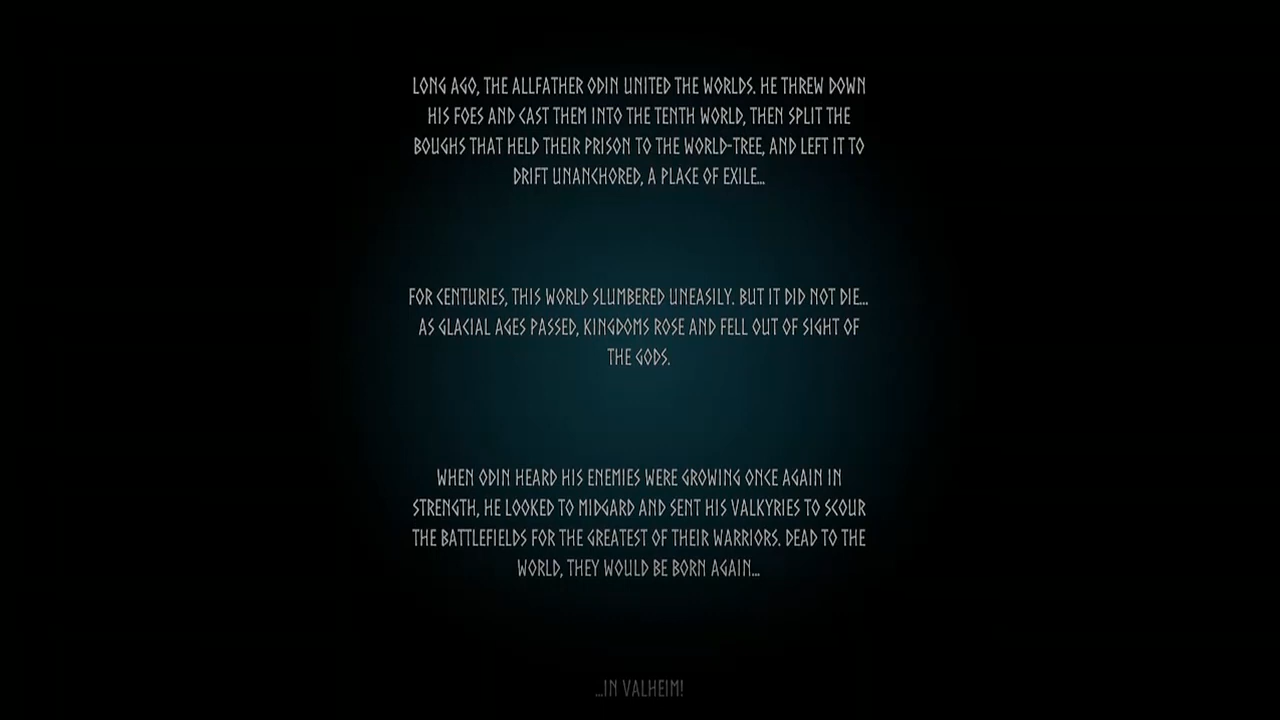 LONG AGO, THE ALLFATHER ODIN UNITED THE WORLDS. HE THREW DOWN
HIS FOES AND CAST THEM INTO THE TENTH WORLD, THEN SPLIT THE
BOUGHS THAT HELD THEIR PRISON TO THE WORLD-TREE, AND LEFT IT TO
DRIFT UNANCHORED, A PLACE OF EXILE...
FOR CENTURIES, THIS WORLD SLUMBERED UNEASILY. BUT IT DID NOT DIE...
AS GLACIAL AGES PASSED, KINGDOMS ROSE AND FELL OUT OF SIGHT OF
THE GODS.
WHEN ODIN HEARD HIS ENEMIES WERE GROWING ONCE AGAIN IN
STRENGTH, HE LOOKED TO MIDGARD AND SENT HIS VALKYRIES TO SCOUR
THE BATTLEFIELDS FOR THE GREATEST OF THEIR WARRIORS. DEAD TO THE
WORLD, THEY WOULD BE BORN AGAIN...
...IN VALHEIM!